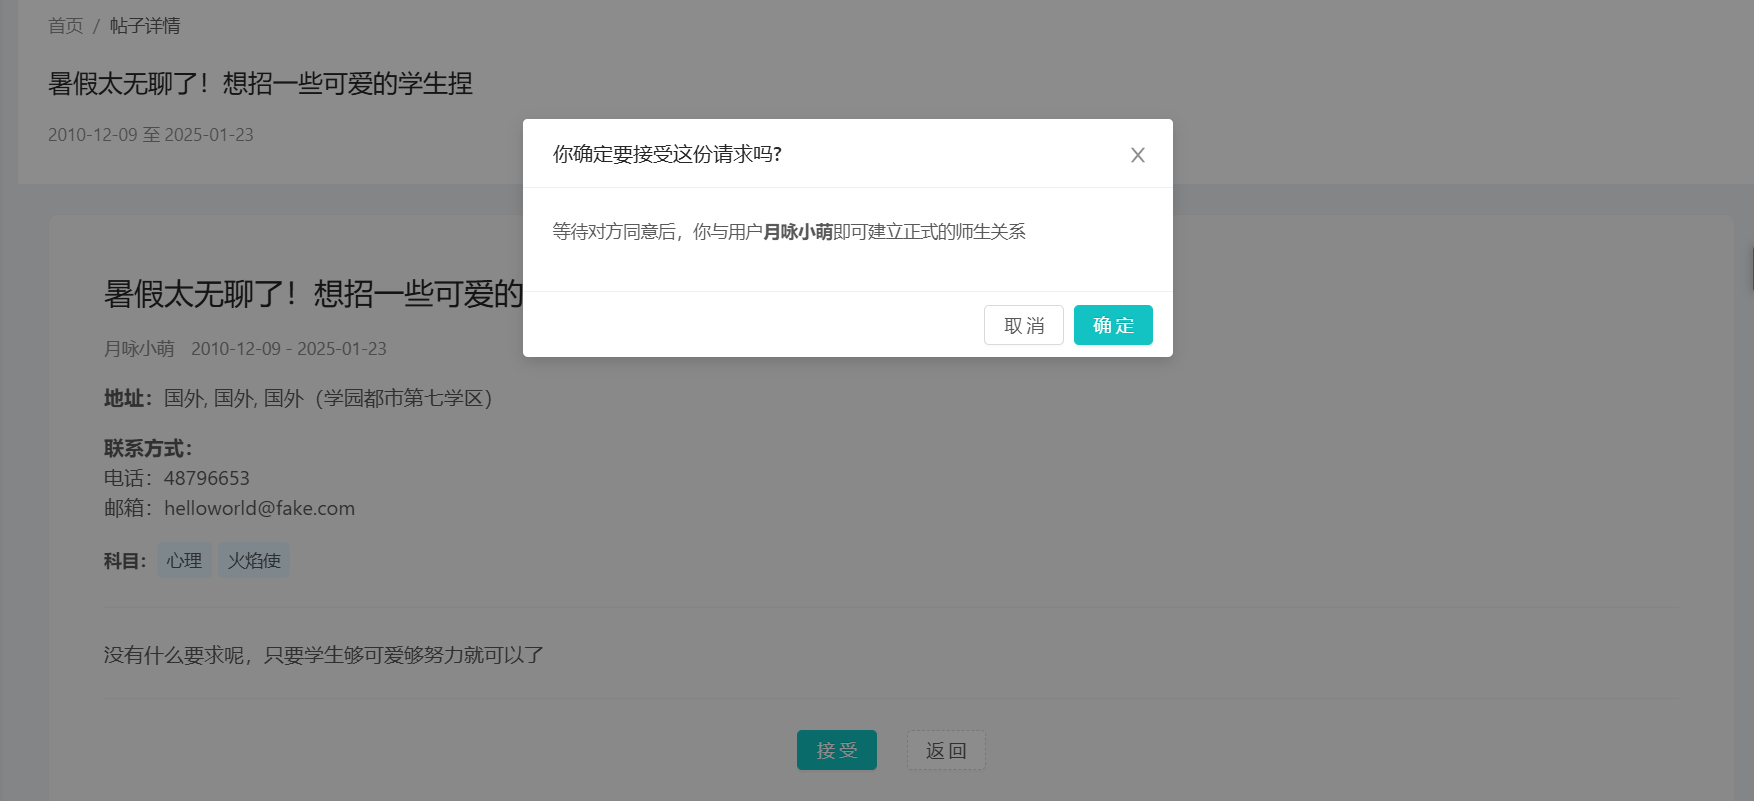 首页 / 帖子详情
暑假太无聊了！想招一些可爱的学生捏
2010-12-09 至 2025-01-23
你确定要接受这份请求吗?
等待对方同意后，你与用户月咏小萌即可建立正式的师生关系
取 消 确 定
暑假太无聊了！想招一些可爱的
月咏小萌 2010-12-09 - 2025-01-23
地址：国外, 国外, 国外（学园都市第七学区）
联系方式：
电话：48796653
邮箱：helloworld@fake.com
科目： 心理 火焰使
没有什么要求呢，只要学生够可爱够努力就可以了
接 受 返 回